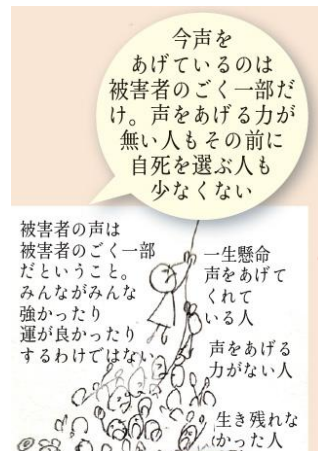 今声を
あげているのは
被害者のごく一部だ
け。声をあげる力が
無い人もその前に
自死を選ぶ人も
少なくない
被害者の声は
被害者のごく一部
だということ。
みんながみんな
強かったり
運が良かったり
するわけではない
一生懸命
声をあげて
くれて
いる人
声をあげる
力がない人
生き残れな
かった人